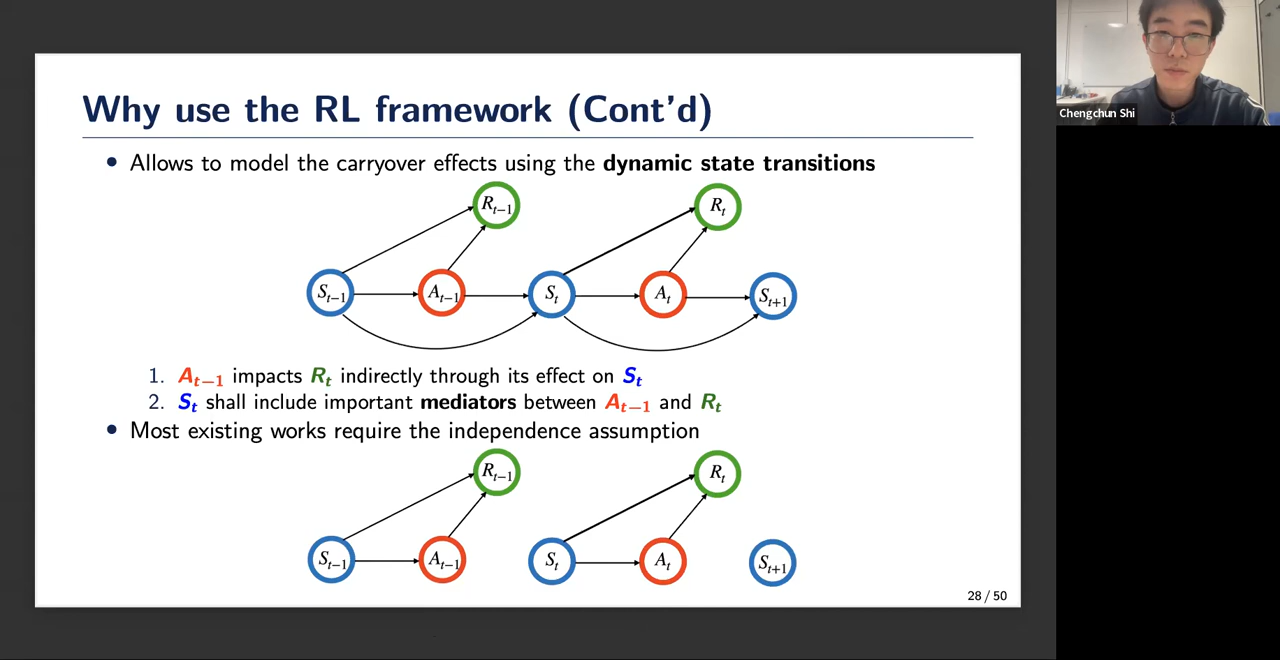 Why use the RL framework (Cont'd)
• Allows to model the carryover effects using the dynamic state transitions
R_{t−1}
R_t
S_{t−1}
A_{t−1}
S_t
A_t
S_{t+1}
1. A_{t−1} impacts R_t indirectly through its effect on S_t
2. S_t shall include important mediators between A_{t−1} and R_t
• Most existing works require the independence assumption
R_{t−1}
R_t
S_{t−1}
A_{t−1}
S_t
A_t
S_{t+1}
28 / 50
Chengchun Shi